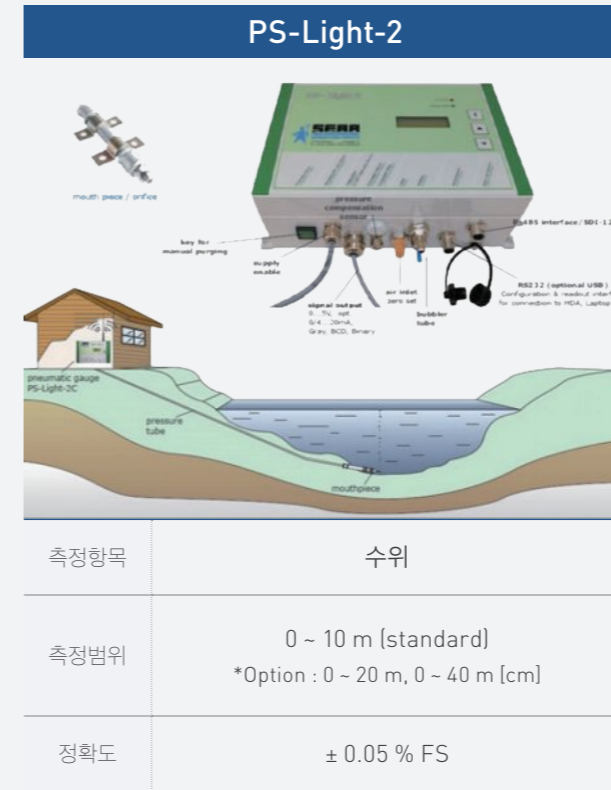 PS-Light-2
SEBA
mouth piece / orifice
pressure
compensation
sensor
RS485 interface/SDI-12
key for
manual purging
supply
enable
air inlet
zero set
RS232 (optional USB)
Configuration & readout interf
for connection to HDA, Laptop
signal output
0...5V, opt.
0/4...20mA,
Gray, BCD, Binary
bubbler
tube
pneumatic gauge
PS-Light-2C
pressure
tube
mouthpiece
측정항목
수위
측정범위
0 ~ 10 m (standard)
*Option : 0 ~ 20 m, 0 ~ 40 m [cm]
정확도
± 0.05 % FS